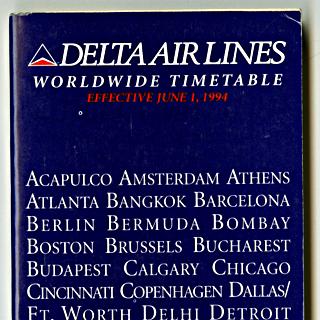 DELTA AIR LINES
WORLDWIDE TIMETABLE
EFFECTIVE JUNE 1, 1994
ACAPULCO AMSTERDAM ATHENS
ATLANTA BANGKOK BARCELONA
BERLIN BERMUDA BOMBAY
BOSTON BRUSSELS BUCHAREST
BUDAPEST CALGARY CHICAGO
CINCINNATI COPENHAGEN DALLAS/
FT. WORTH DELHI DETROIT